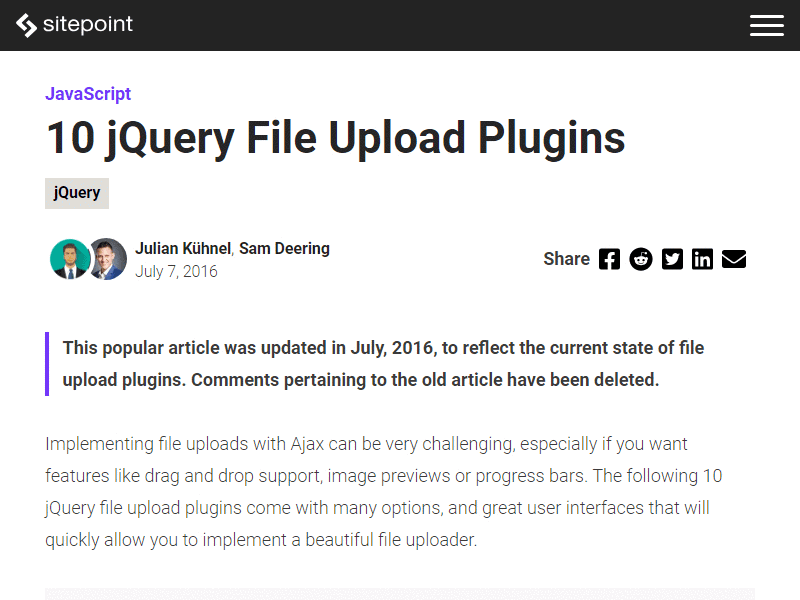 sitepoint
JavaScript
10 jQuery File Upload Plugins
jQuery
Julian Kühnel, Sam Deering
July 7, 2016
Share
This popular article was updated in July, 2016, to reflect the current state of file
upload plugins. Comments pertaining to the old article have been deleted.
Implementing file uploads with Ajax can be very challenging, especially if you want
features like drag and drop support, image previews or progress bars. The following 10
jQuery file upload plugins come with many options, and great user interfaces that will
quickly allow you to implement a beautiful file uploader.